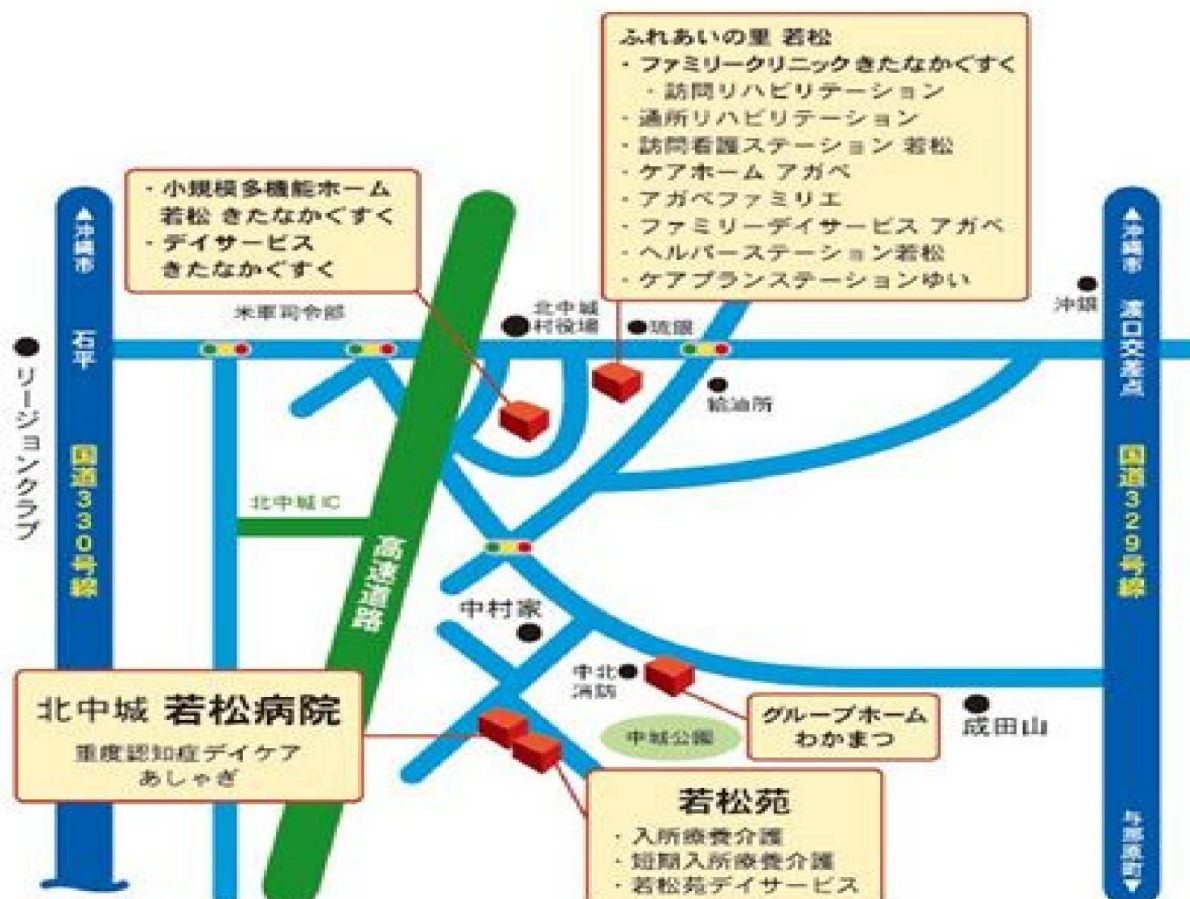 ふれあいの里 若松
・ファミリークリニックきたなかぐすく
・訪問リハビリテーション
・通所リハビリテーション
・訪問看護ステーション 若松
・ケアホーム アガペ
・アガペファミリエ
・ファミリーデイサービス アガペ
・ヘルパーステーション若松
・ケアプランステーションゆい
・小規模多機能ホーム
若松 きたなかぐすく
・デイサービス
きたなかぐすく
▲沖縄市
石平
国道330号線
リージョンクラブ
米軍司令部
北中城
村役場
琉銀
給油所
沖銀
▲沖縄市
渡口交差点
国道329号線
与那原町▼
北中城IC
高速道路
中村家
中北
消防
中城公園
成田山
グループホーム
わかまつ
北中城 若松病院
重度認知症デイケア
あしゃぎ
若松苑
・入所療養介護
・短期入所療養介護
・若松苑デイサービス